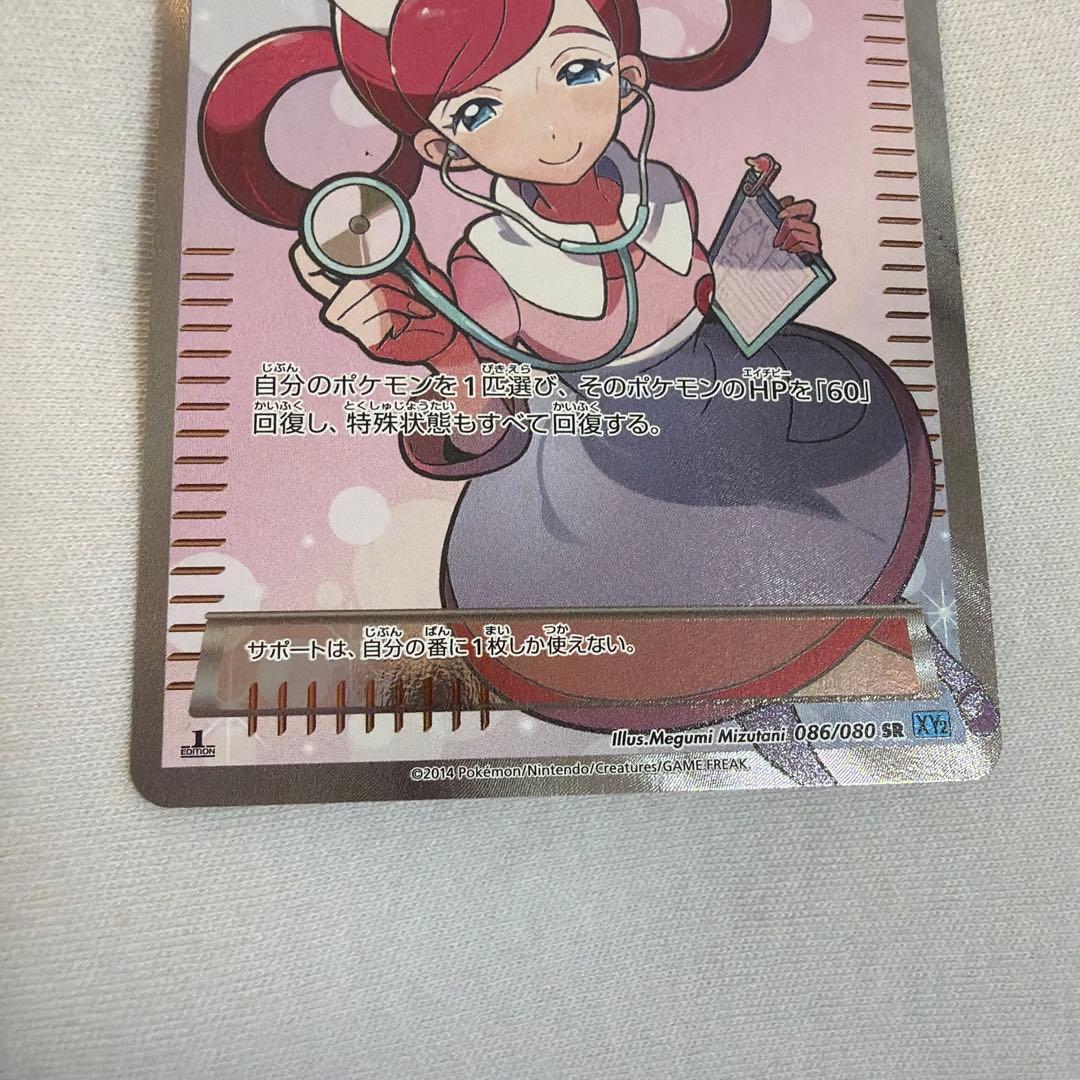 じぶん ぴきえら エイチピー
自分のポケモンを1匹選び、そのポケモンのHPを「60」
かいふく とくしゅじょうたい かいふく
回復し、特殊状態もすべて回復する。
じぶん ばん まい つか
サポートは、自分の番に1枚しか使えない。
Illus.Megumi Mizutani 086/080 SR XY2
1 EDITION
©2014 Pokémon/Nintendo/Creatures/GAME FREAK